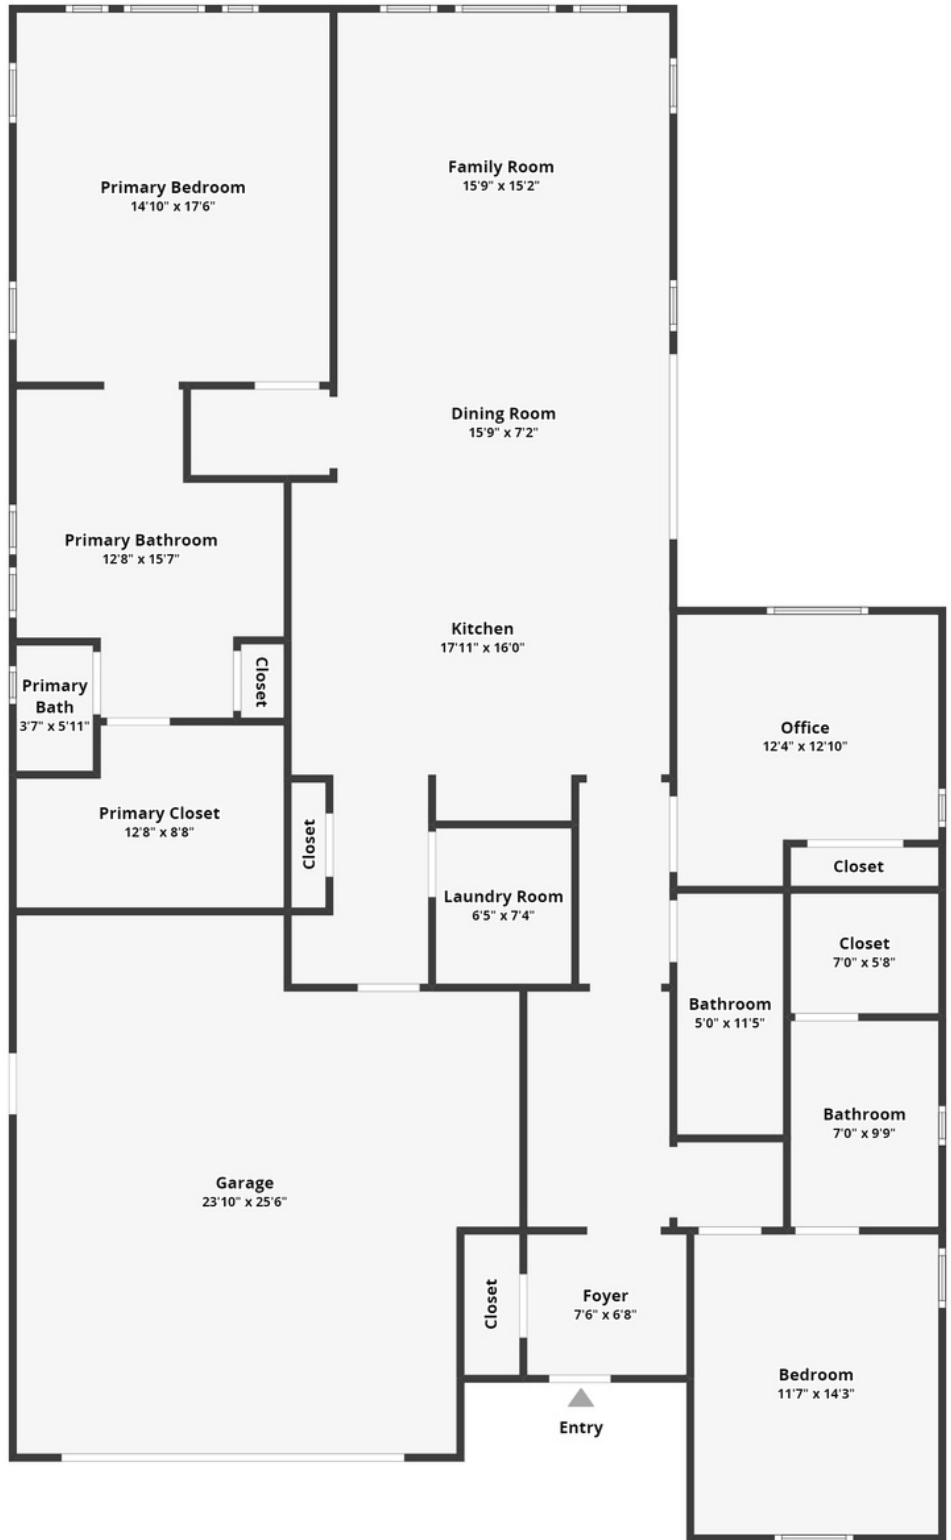 Primary Bedroom
14'10" x 17'6"
Family Room
15'9" x 15'2"
Dining Room
15'9" x 7'2"
Primary Bathroom
12'8" x 15'7"
Kitchen
17'11" x 16'0"
Closet
Primary
Bath
3'7" x 5'11"
Office
12'4" x 12'10"
Primary Closet
12'8" x 8'8"
Closet
Closet
Laundry Room
6'5" x 7'4"
Closet
7'0" x 5'8"
Bathroom
5'0" x 11'5"
Bathroom
7'0" x 9'9"
Garage
23'10" x 25'6"
Closet
Foyer
7'6" x 6'8"
Bedroom
11'7" x 14'3"
Entry